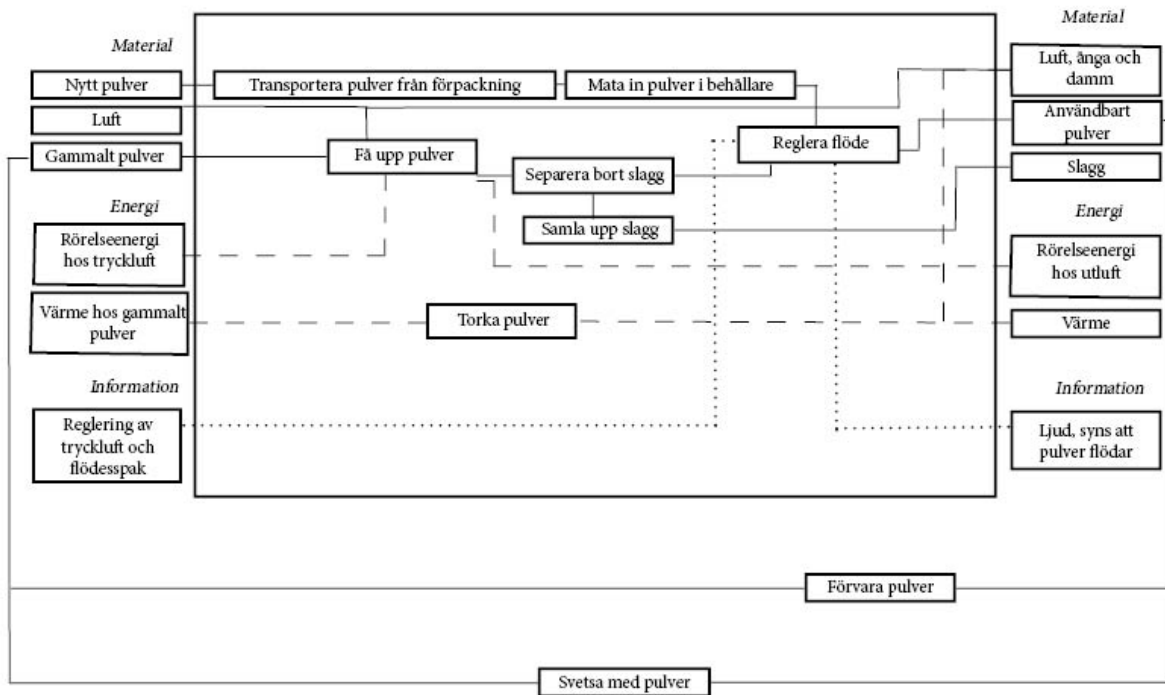 Material
Nytt pulver
Luft
Gammalt pulver
Energi
Rörelseenergi
hos tryckluft
Värme hos gammalt
pulver
Information
Reglering av
tryckluft och
flödesspak
Transportera pulver från förpackning
Mata in pulver i behållare
Få upp pulver
Separera bort slagg
Samla upp slagg
Reglera flöde
Torka pulver
Material
Luft, ånga och
damm
Användbart
pulver
Slagg
Energi
Rörelseenergi
hos utluft
Värme
Information
Ljud, syns att
pulver flödar
Förvara pulver
Svetsa med pulver